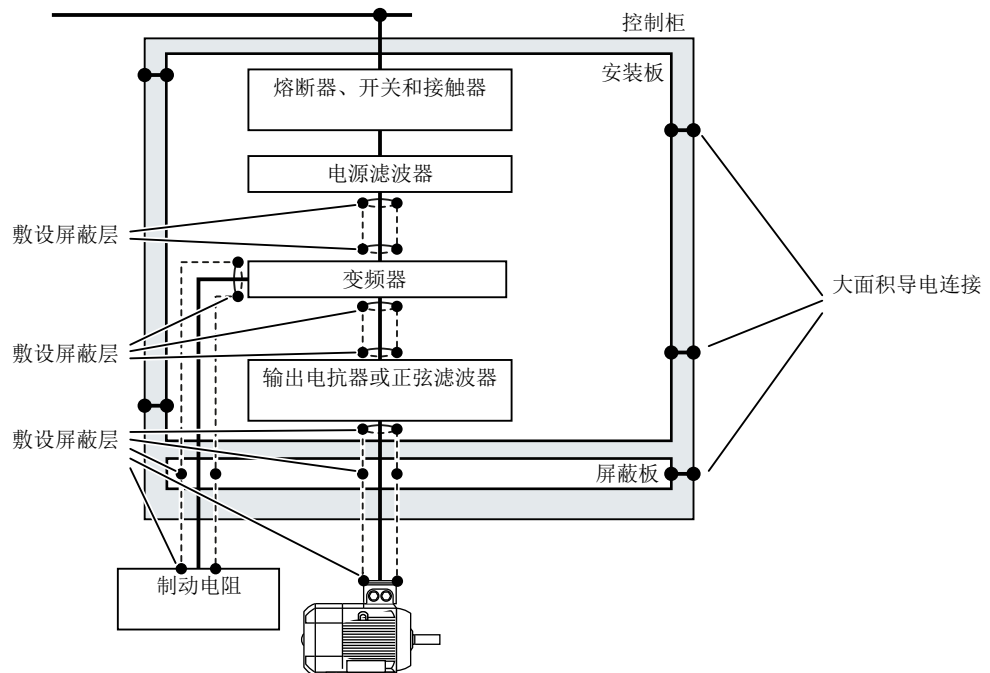 控制柜
安装板
熔断器、开关和接触器
电源滤波器
敷设屏蔽层
变频器
大面积导电连接
敷设屏蔽层
输出电抗器或正弦滤波器
敷设屏蔽层
屏蔽板
制动电阻